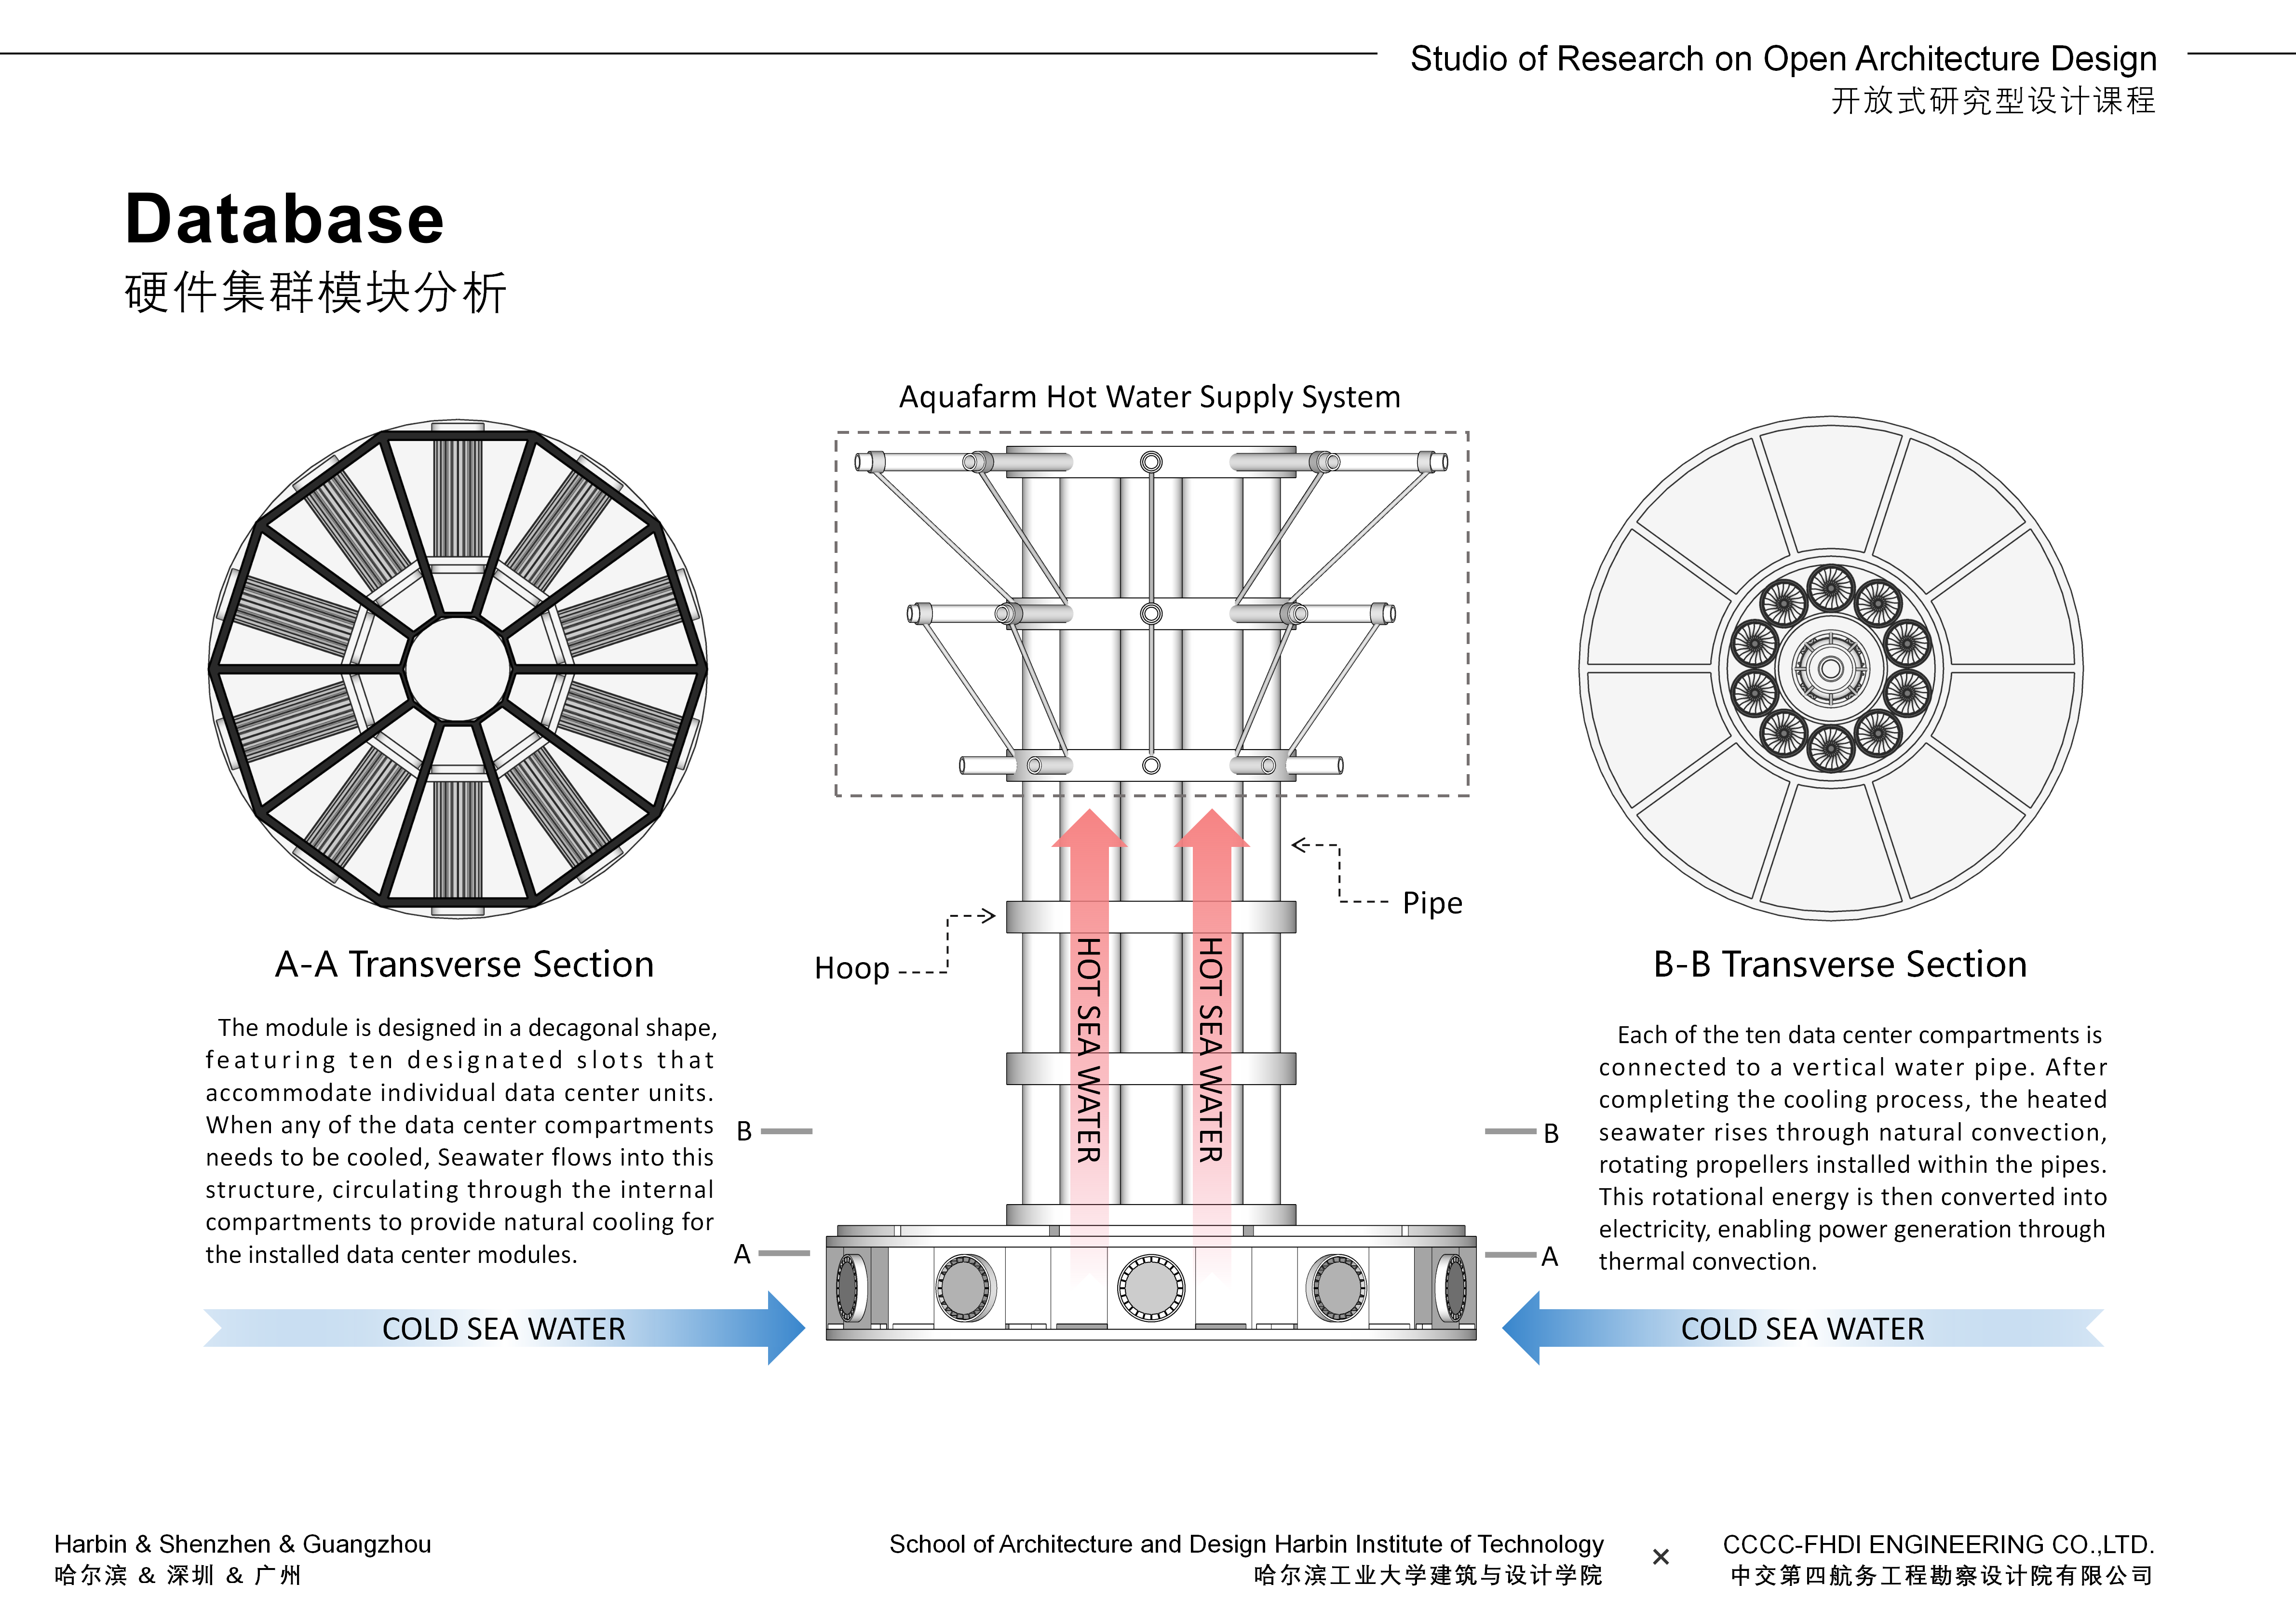 Studio of Research on Open Architecture Design
开放式研究型设计课程
Database
硬件集群模块分析
Aquafarm Hot Water Supply System
Pipe
Hoop
HOT SEA WATER
HOT SEA WATER
A-A Transverse Section
The module is designed in a decagonal shape,
featuring ten designated slots that
accommodate individual data center units.
When any of the data center compartments
needs to be cooled, Seawater flows into this
structure, circulating through the internal
compartments to provide natural cooling for
the installed data center modules.
B-B Transverse Section
Each of the ten data center compartments is
connected to a vertical water pipe. After
completing the cooling process, the heated
seawater rises through natural convection,
rotating propellers installed within the pipes.
This rotational energy is then converted into
electricity, enabling power generation through
thermal convection.
B
B
A
A
COLD SEA WATER
COLD SEA WATER
Harbin & Shenzhen & Guangzhou
哈尔滨 & 深圳 & 广州
School of Architecture and Design Harbin Institute of Technology
哈尔滨工业大学建筑与设计学院
×
CCCC-FHDI ENGINEERING CO.,LTD.
中交第四航务工程勘察设计院有限公司